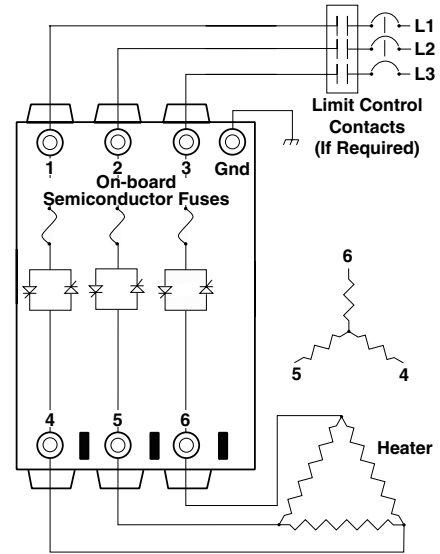 L1
L2
L3
Limit Control
Contacts
(If Required)
1 2 3 Gnd
On-board
Semiconductor Fuses
6
5 4
4 5 6
Heater